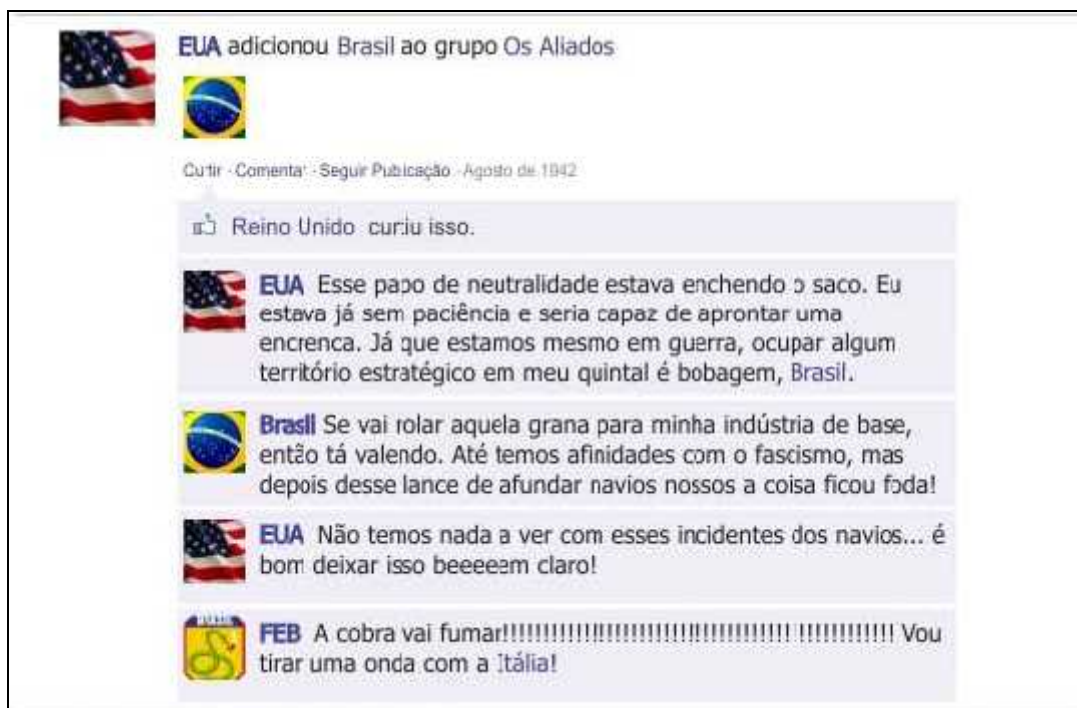 EUA adicionou Brasil ao grupo Os Aliados
Curtir · Comentar · Seguir Publicação · Agosto de 1942
Reino Unido curtiu isso.
EUA Esse papo de neutralidade estava enchendo o saco. Eu
estava já sem paciência e seria capaz de aprontar uma
encrenca. Já que estamos mesmo em guerra, ocupar algum
território estratégico em meu quintal é bobagem, Brasil.
Brasil Se vai rolar aquela grana para minha indústria de base,
então tá valendo. Até temos afinidades com o fascismo, mas
depois desse lance de afundar navios nossos a coisa ficou foda!
EUA Não temos nada a ver com esses incidentes dos navios... é
bom deixar isso beeeeem claro!
FEB A cobra vai fumar!!!!!!!!!!!!!!!!!!!!!!!!!!!!!!!!!!!!!!!!! !!!!!!!!!!!!! Vou
tirar uma onda com a Itália!